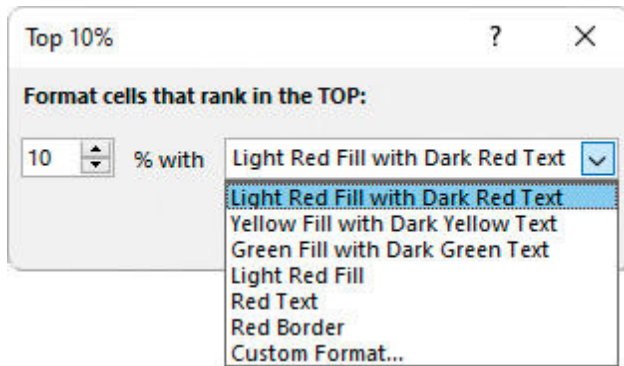 Top 10% ?
Format cells that rank in the TOP:
10 % with Light Red Fill with Dark Red Text
Light Red Fill with Dark Red Text
Yellow Fill with Dark Yellow Text
Green Fill with Dark Green Text
Light Red Fill
Red Text
Red Border
Custom Format...